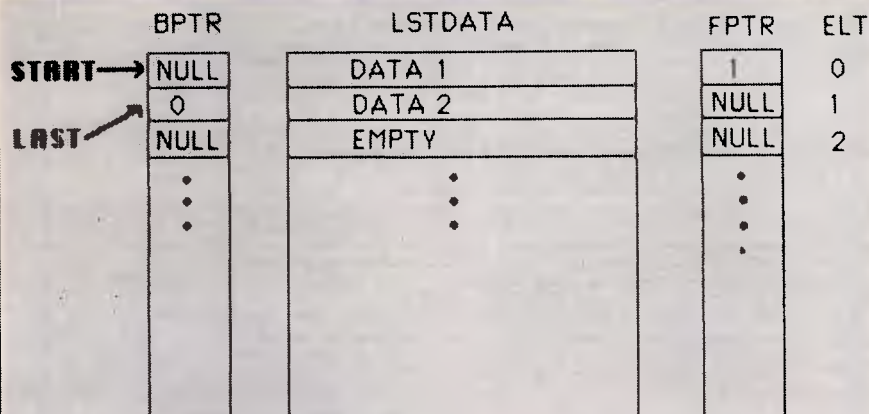 BPTR LSTDATA FPTR ELT
START NULL DATA 1 1 0
0 DATA 2 NULL 1
LAST NULL EMPTY NULL 2